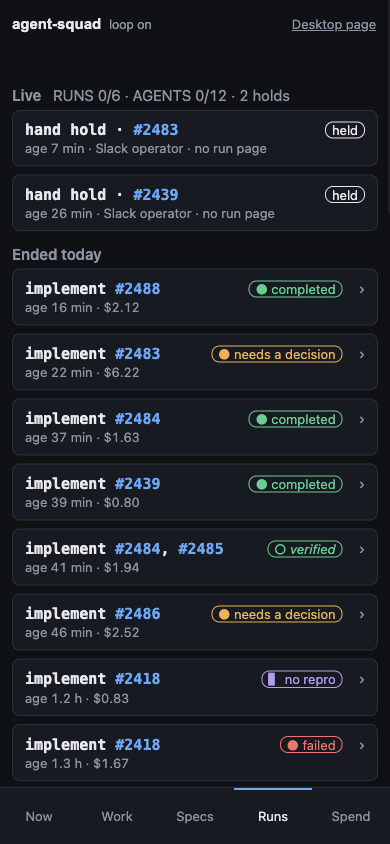 agent-squad loop on Desktop page
Live RUNS 0/6 · AGENTS 0/12 · 2 holds
hand hold · #2483 held
age 7 min · Slack operator · no run page
hand hold · #2439 held
age 26 min · Slack operator · no run page
Ended today
implement #2488 completed ›
age 16 min · $2.12
implement #2483 needs a decision ›
age 22 min · $6.22
implement #2484 completed ›
age 37 min · $1.63
implement #2439 completed ›
age 39 min · $0.80
implement #2484, #2485 verified ›
age 41 min · $1.94
implement #2486 needs a decision ›
age 46 min · $2.52
implement #2418 no repro ›
age 1.2 h · $0.83
implement #2418 failed ›
age 1.3 h · $1.67
Now Work Specs Runs Spend